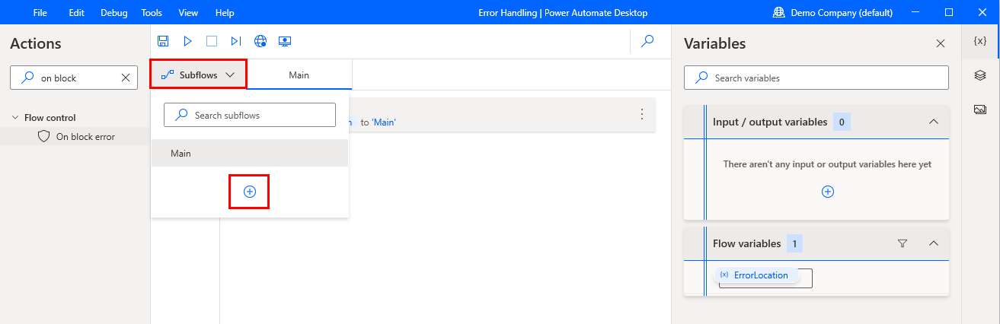 File Edit Debug Tools View Help Error Handling | Power Automate Desktop Demo Company (default)
Actions
on block
Flow control
On block error
Subflows Main
Search subflows
to 'Main'
Main
Variables
{x}
Search variables
Input / output variables 0
There aren't any input or output variables here yet
Flow variables 1
(x) ErrorLocation